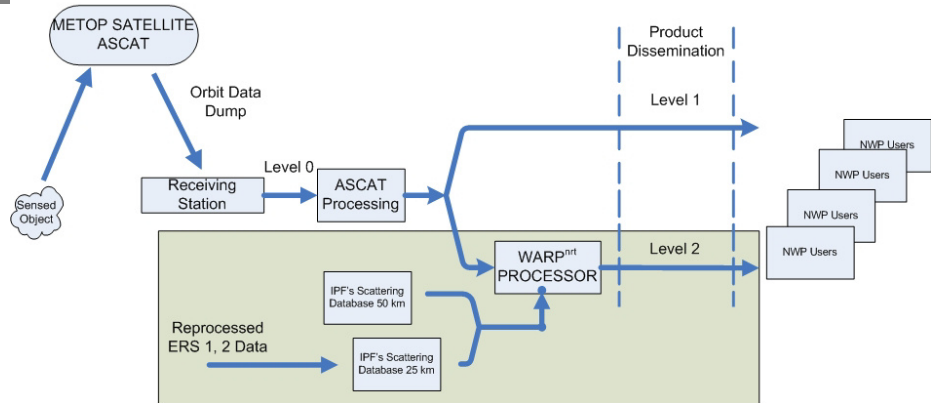 METOP SATELLITE
ASCAT
Product
Dissemination
Orbit Data
Dump
Level 1
Level 0
NWP Users
NWP Users
NWP Users
NWP Users
Sensed
Object
Receiving
Station
ASCAT
Processing
WARPnrt
PROCESSOR
Level 2
IPF's Scattering
Database 50 km
Reprocessed
ERS 1, 2 Data
IPF's Scattering
Database 25 km